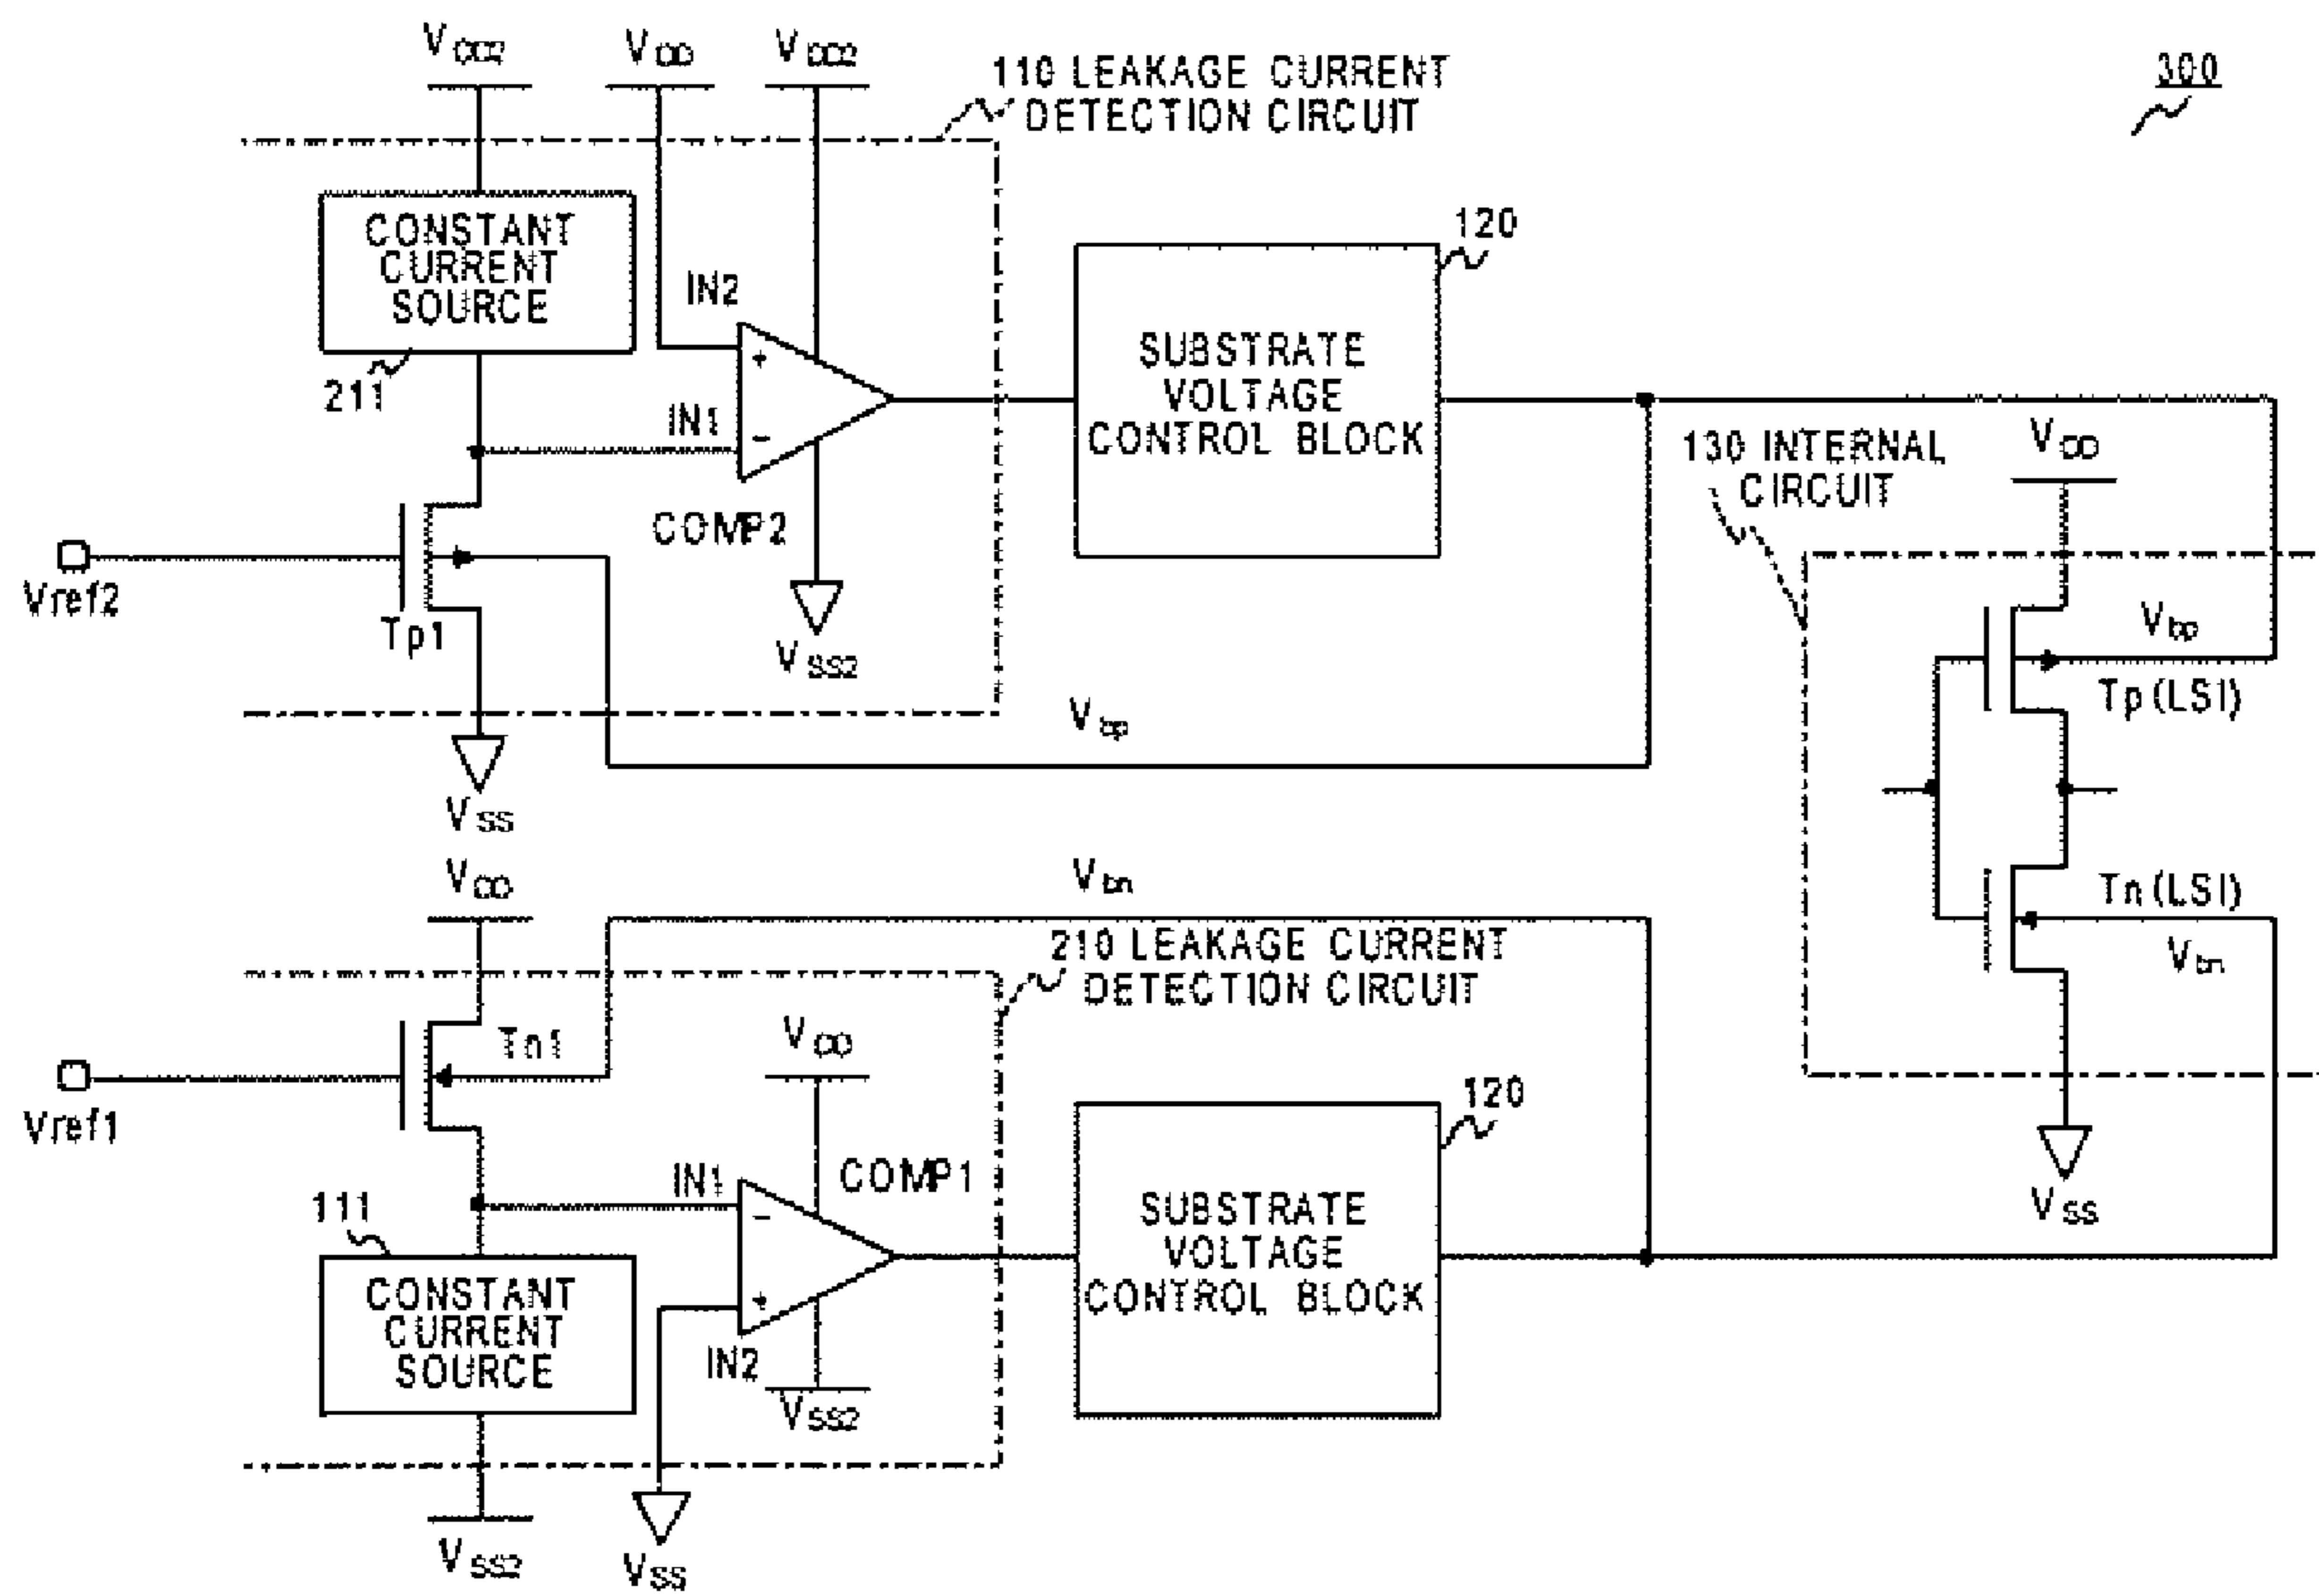 VDD2
VDD
VDD2
110 LEAKAGE CURRENT
DETECTION CIRCUIT
300
CONSTANT
CURRENT
SOURCE
211
IN2
IN1
+
-
COMP2
VSS2
120
SUBSTRATE
VOLTAGE
CONTROL BLOCK
130 INTERNAL
CIRCUIT
VDD
Vref2
Tp1
VSS
Vbp
Vbp
Tp(LSI)
VDD
Vbn
Tn(LSI)
Vbn
VSS
210 LEAKAGE CURRENT
DETECTION CIRCUIT
Vref1
Tn1
VDD
COMP1
IN1
-
+
IN2
VSS2
111
CONSTANT
CURRENT
SOURCE
VSS2
VSS
120
SUBSTRATE
VOLTAGE
CONTROL BLOCK